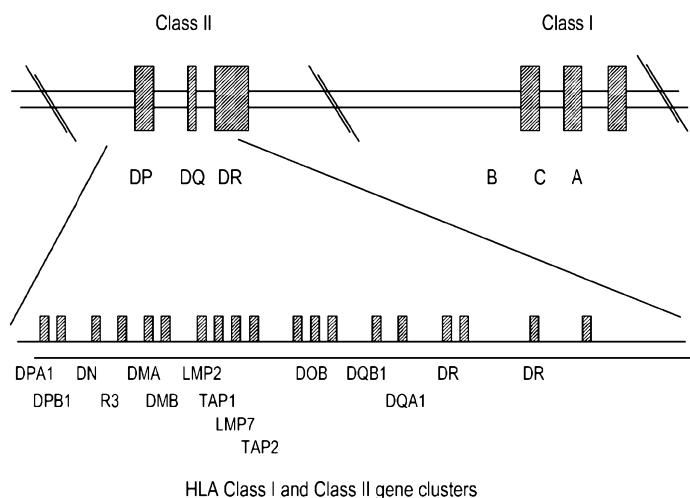 Class II Class I
DP DQ DR B C A
DPA1 DN DMA LMP2 DOB DQB1 DR DR
DPB1 R3 DMB TAP1 DQA1
LMP7
TAP2
HLA Class I and Class II gene clusters